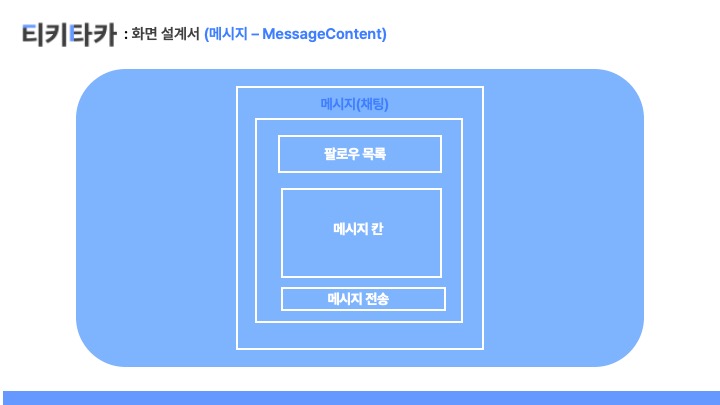 티키타카 : 화면 설계서 (메시지 – MessageContent)
메시지(채팅)
팔로우 목록
메시지 칸
메시지 전송